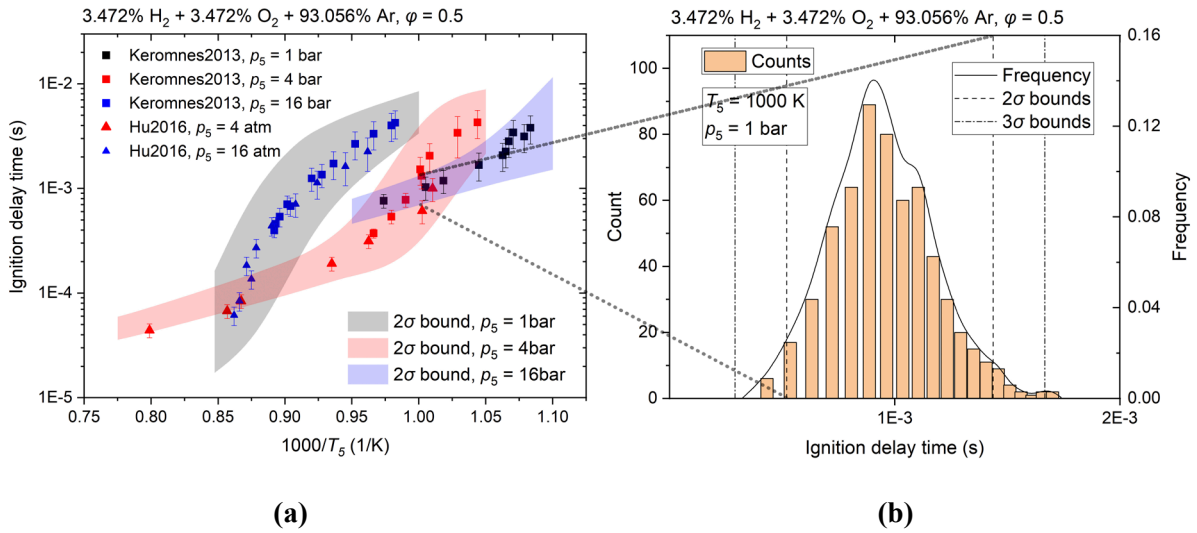 3.472% H₂ + 3.472% O₂ + 93.056% Ar, φ = 0.5
Keromnes2013, p₅ = 1 bar
Keromnes2013, p₅ = 4 bar
Keromnes2013, p₅ = 16 bar
Hu2016, p₅ = 4 atm
Hu2016, p₅ = 16 atm
2σ bound, p₅ = 1bar
2σ bound, p₅ = 4bar
2σ bound, p₅ = 16bar
1E-2
1E-3
1E-4
1E-5
Ignition delay time (s)
0.75 0.80 0.85 0.90 0.95 1.00 1.05 1.10
1000/T₅ (1/K)
(a)
3.472% H₂ + 3.472% O₂ + 93.056% Ar, φ = 0.5
Counts
T₅ = 1000 K
p₅ = 1 bar
Frequency
2σ bounds
3σ bounds
100
80
60
40
20
0
Count
0.16
0.12
0.08
0.04
0.00
Frequency
0 1E-3 2E-3
Ignition delay time (s)
(b)